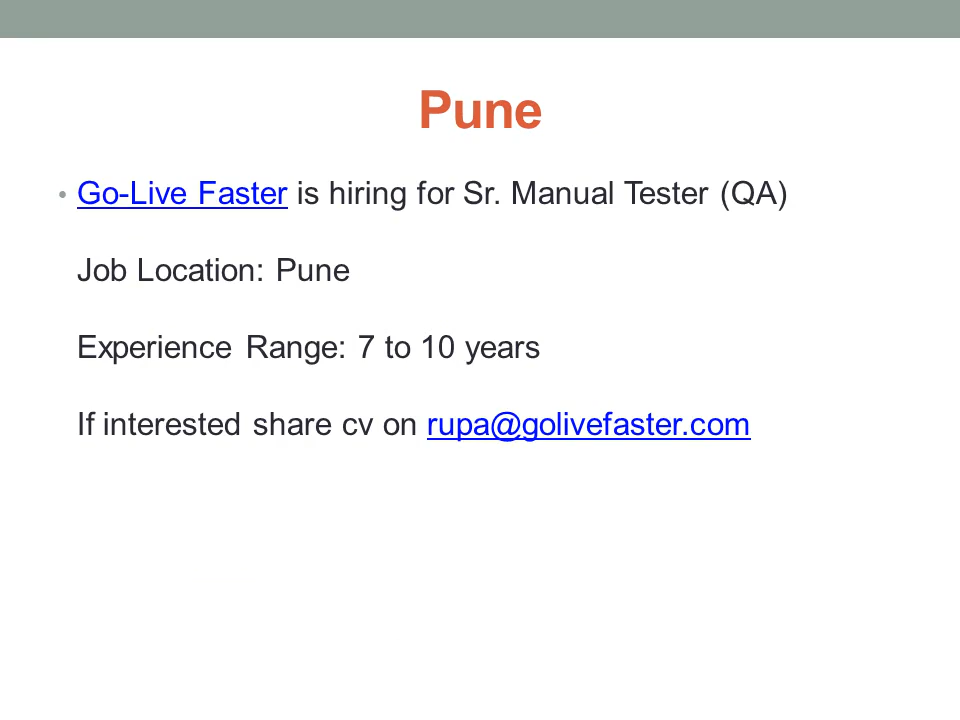 Pune
• Go-Live Faster is hiring for Sr. Manual Tester (QA)
Job Location: Pune
Experience Range: 7 to 10 years
If interested share cv on rupa@golivefaster.com